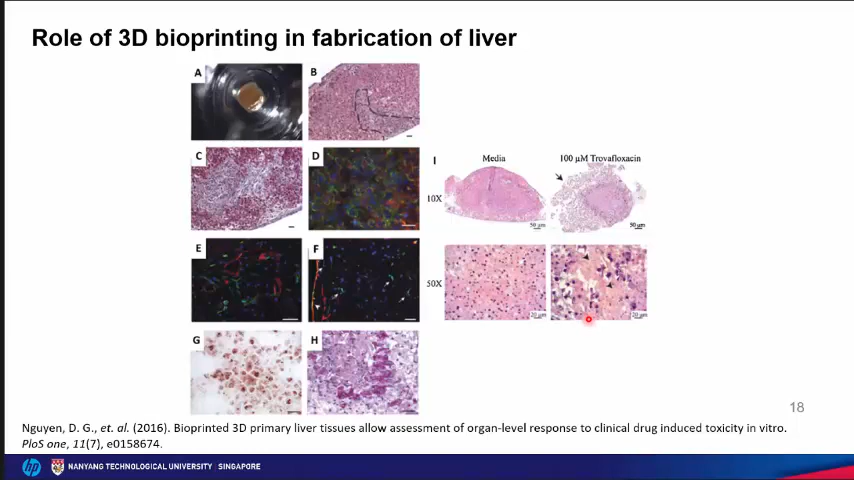 Role of 3D bioprinting in fabrication of liver
A
B
C
D
E
F
G
H
I
Media
100 µM Trovafloxacin
10X
50 µm
50 µm
50X
20 µm
20 µm
18
Nguyen, D. G., et. al. (2016). Bioprinted 3D primary liver tissues allow assessment of organ-level response to clinical drug induced toxicity in vitro.
PloS one, 11(7), e0158674.
hp
NANYANG TECHNOLOGICAL UNIVERSITY SINGAPORE